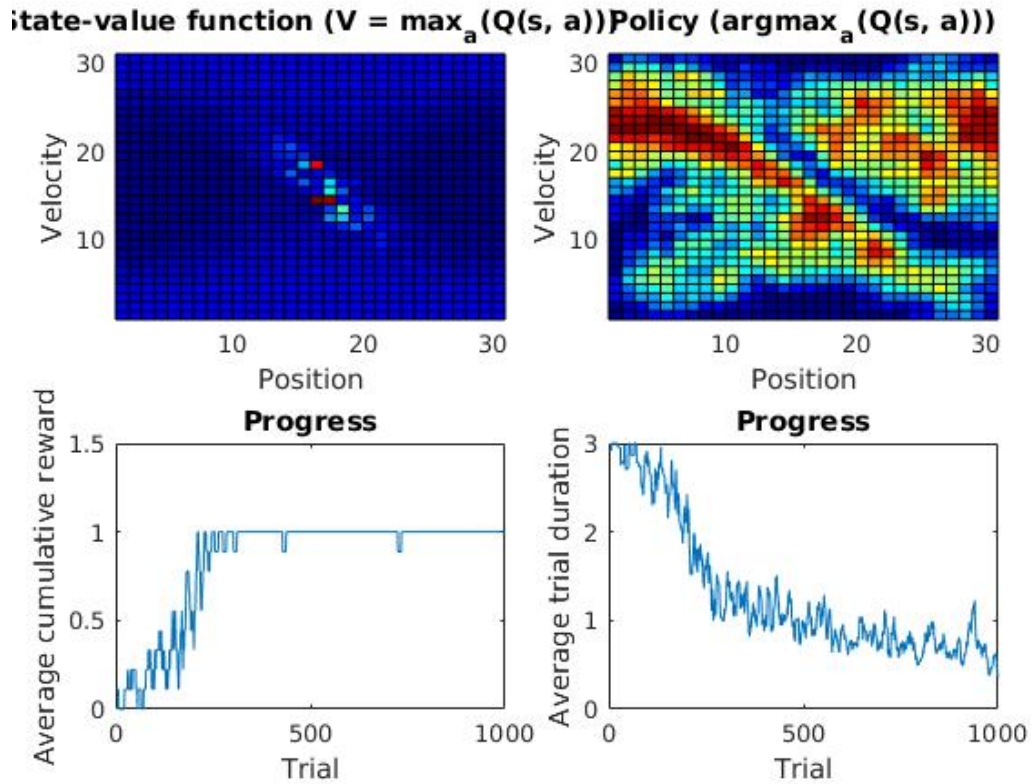 State-value function (V = max_a(Q(s, a)))
Policy (argmax_a(Q(s, a)))
30
20
10
Velocity
10
20
30
Position
30
20
10
Velocity
10
20
30
Position
Progress
1.5
1
0.5
0
Average cumulative reward
0
500
1000
Trial
Progress
3
2
1
0
Average trial duration
0
500
1000
Trial